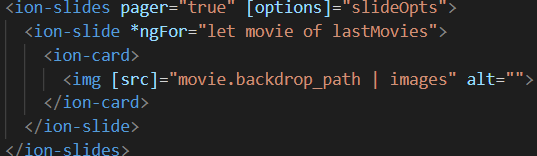 <ion-slides pager="true" [options]="slideOpts">
<ion-slide *ngFor="let movie of lastMovies">
<ion-card>
<img [src]="movie.backdrop_path | images" alt="">
</ion-card>
</ion-slide>
</ion-slides>